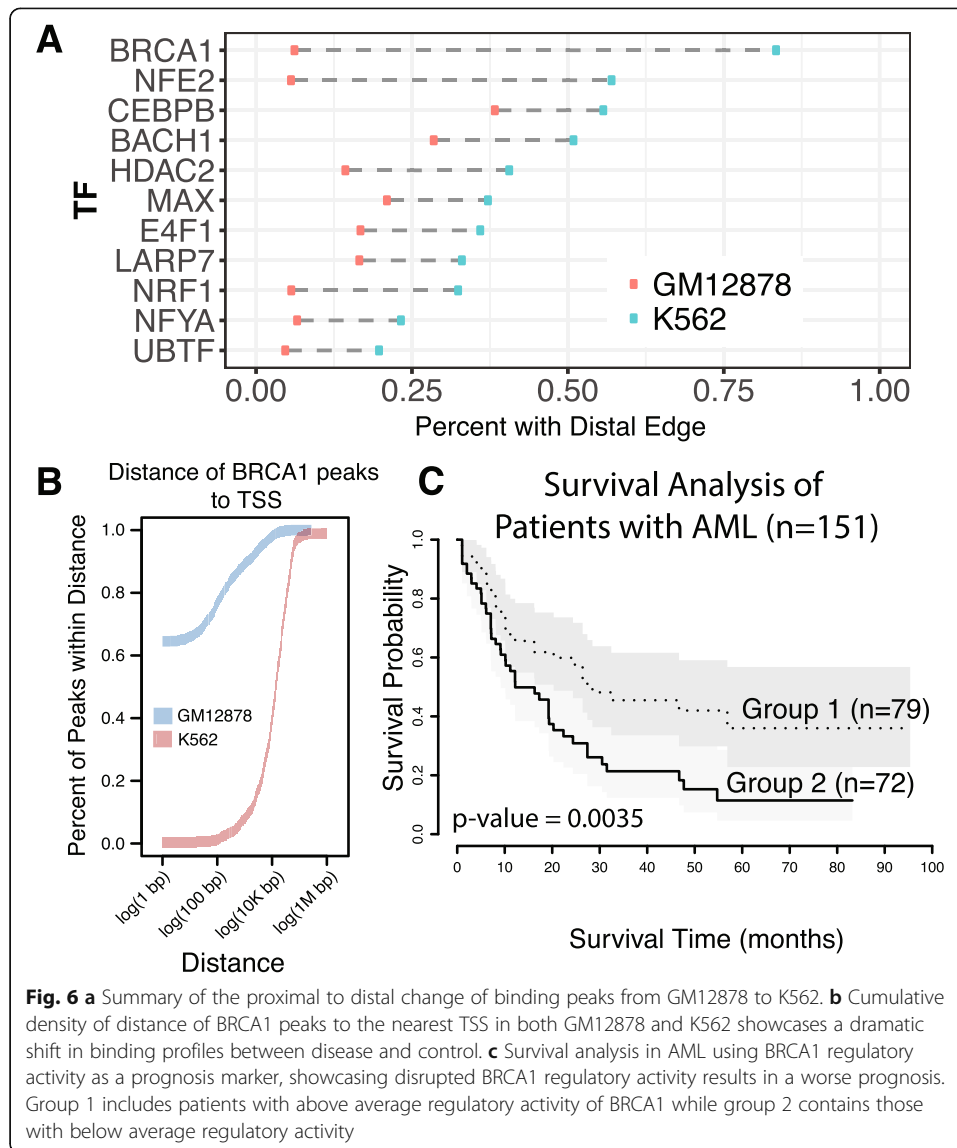 A
TF
BRCA1
NFE2
CEBPB
BACH1
HDAC2
MAX
E4F1
LARP7
NRF1
NFYA
UBTF
GM12878
K562
0.00 0.25 0.50 0.75 1.00
Percent with Distal Edge
B
Distance of BRCA1 peaks
to TSS
Percent of Peaks within Distance
1.0
0.8
0.6
0.4
0.2
0.0
GM12878
K562
log(1 bp) log(100 bp) log(10K bp) log(1M bp)
Distance
C
Survival Analysis of
Patients with AML (n=151)
Survival Probability
1.0
0.8
0.6
0.4
0.2
0.0
Group 1 (n=79)
Group 2 (n=72)
p-value = 0.0035
0 10 20 30 40 50 60 70 80 90 100
Survival Time (months)
Fig. 6 a Summary of the proximal to distal change of binding peaks from GM12878 to K562. b Cumulative
density of distance of BRCA1 peaks to the nearest TSS in both GM12878 and K562 showcases a dramatic
shift in binding profiles between disease and control. c Survival analysis in AML using BRCA1 regulatory
activity as a prognosis marker, showcasing disrupted BRCA1 regulatory activity results in a worse prognosis.
Group 1 includes patients with above average regulatory activity of BRCA1 while group 2 contains those
with below average regulatory activity